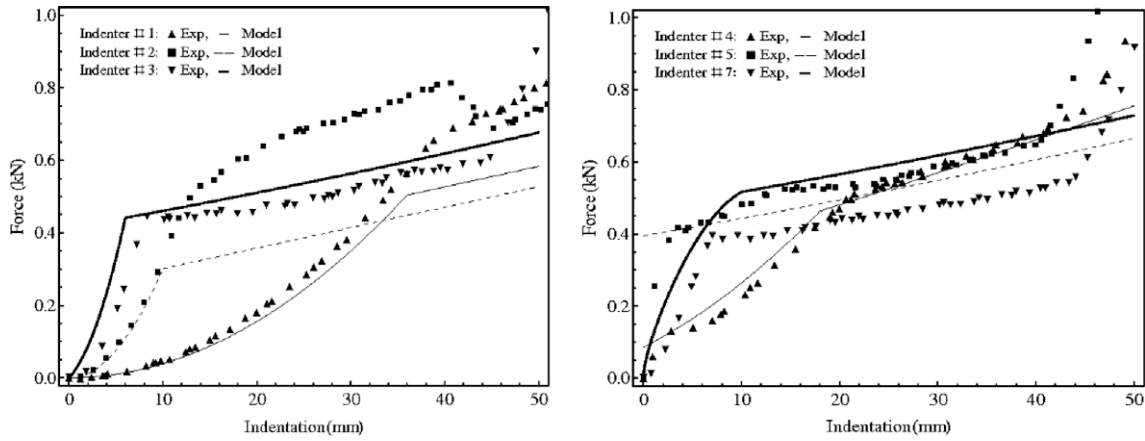 1.0
0.8
0.6
0.4
0.2
0.0
Force (kN)
Indenter # 1: ▲ Exp, — Model
Indenter # 2: ■ Exp, —— Model
Indenter # 3: ▼ Exp, — Model
0 10 20 30 40 50
Indentation (mm)
1.0
0.8
0.6
0.4
0.2
0.0
Force (kN)
Indenter # 4: ▲ Exp, — Model
Indenter # 5: ■ Exp, —— Model
Indenter # 7: ▼ Exp, — Model
0 10 20 30 40 50
Indentation (mm)